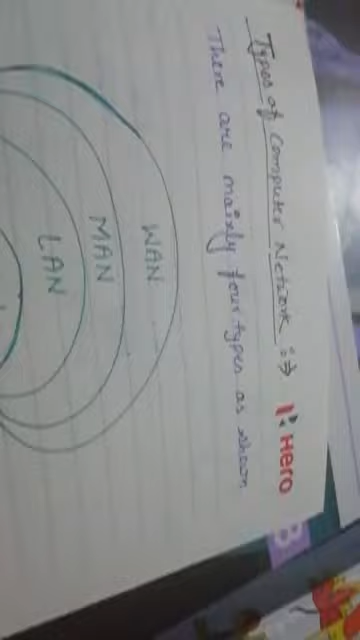 Types of Computer Network :⇒
Hero
There are mainly four types as shown
WAN
MAN
LAN